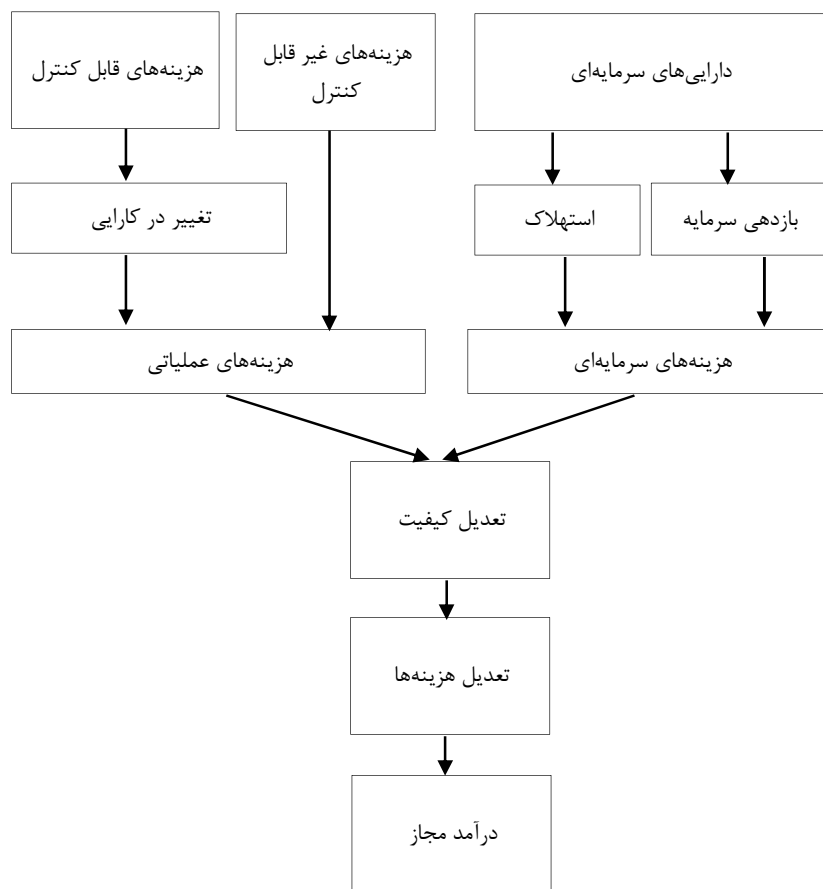 دارایی‌های سرمایه‌ای
هزینه‌های غیر قابل
کنترل
هزینه‌های قابل کنترل
بازدهی سرمایه
استهلاک
تغییر در کارایی
هزینه‌های سرمایه‌ای
هزینه‌های عملیاتی
تعدیل کیفیت
تعدیل هزینه‌ها
درآمد مجاز